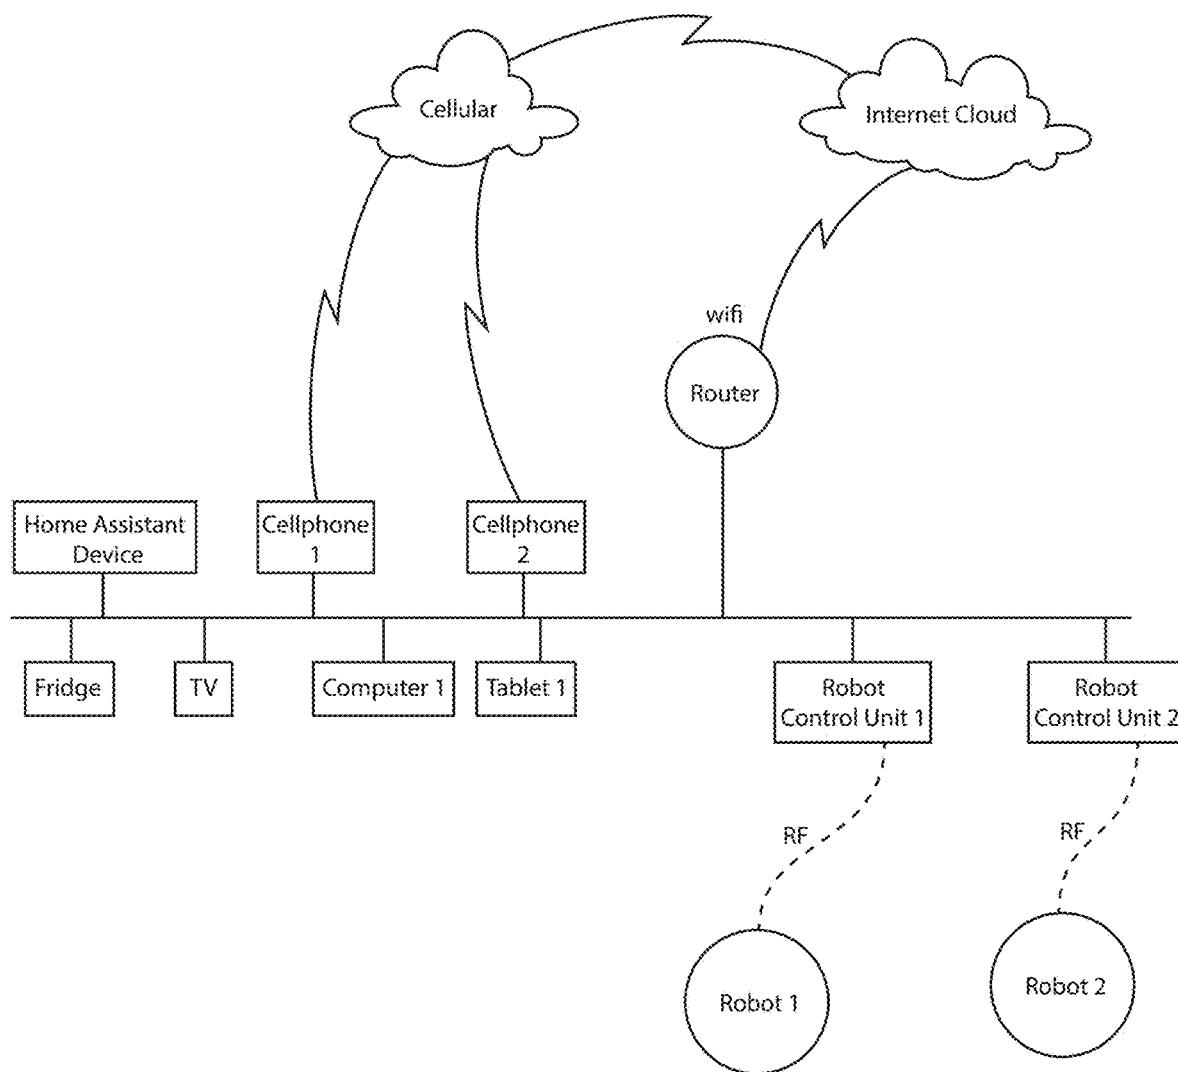 Cellular
Internet Cloud
wifi
Router
Home Assistant
Device
Cellphone
1
Cellphone
2
Fridge
TV
Computer 1
Tablet 1
Robot
Control Unit 1
Robot
Control Unit 2
RF
RF
Robot 1
Robot 2